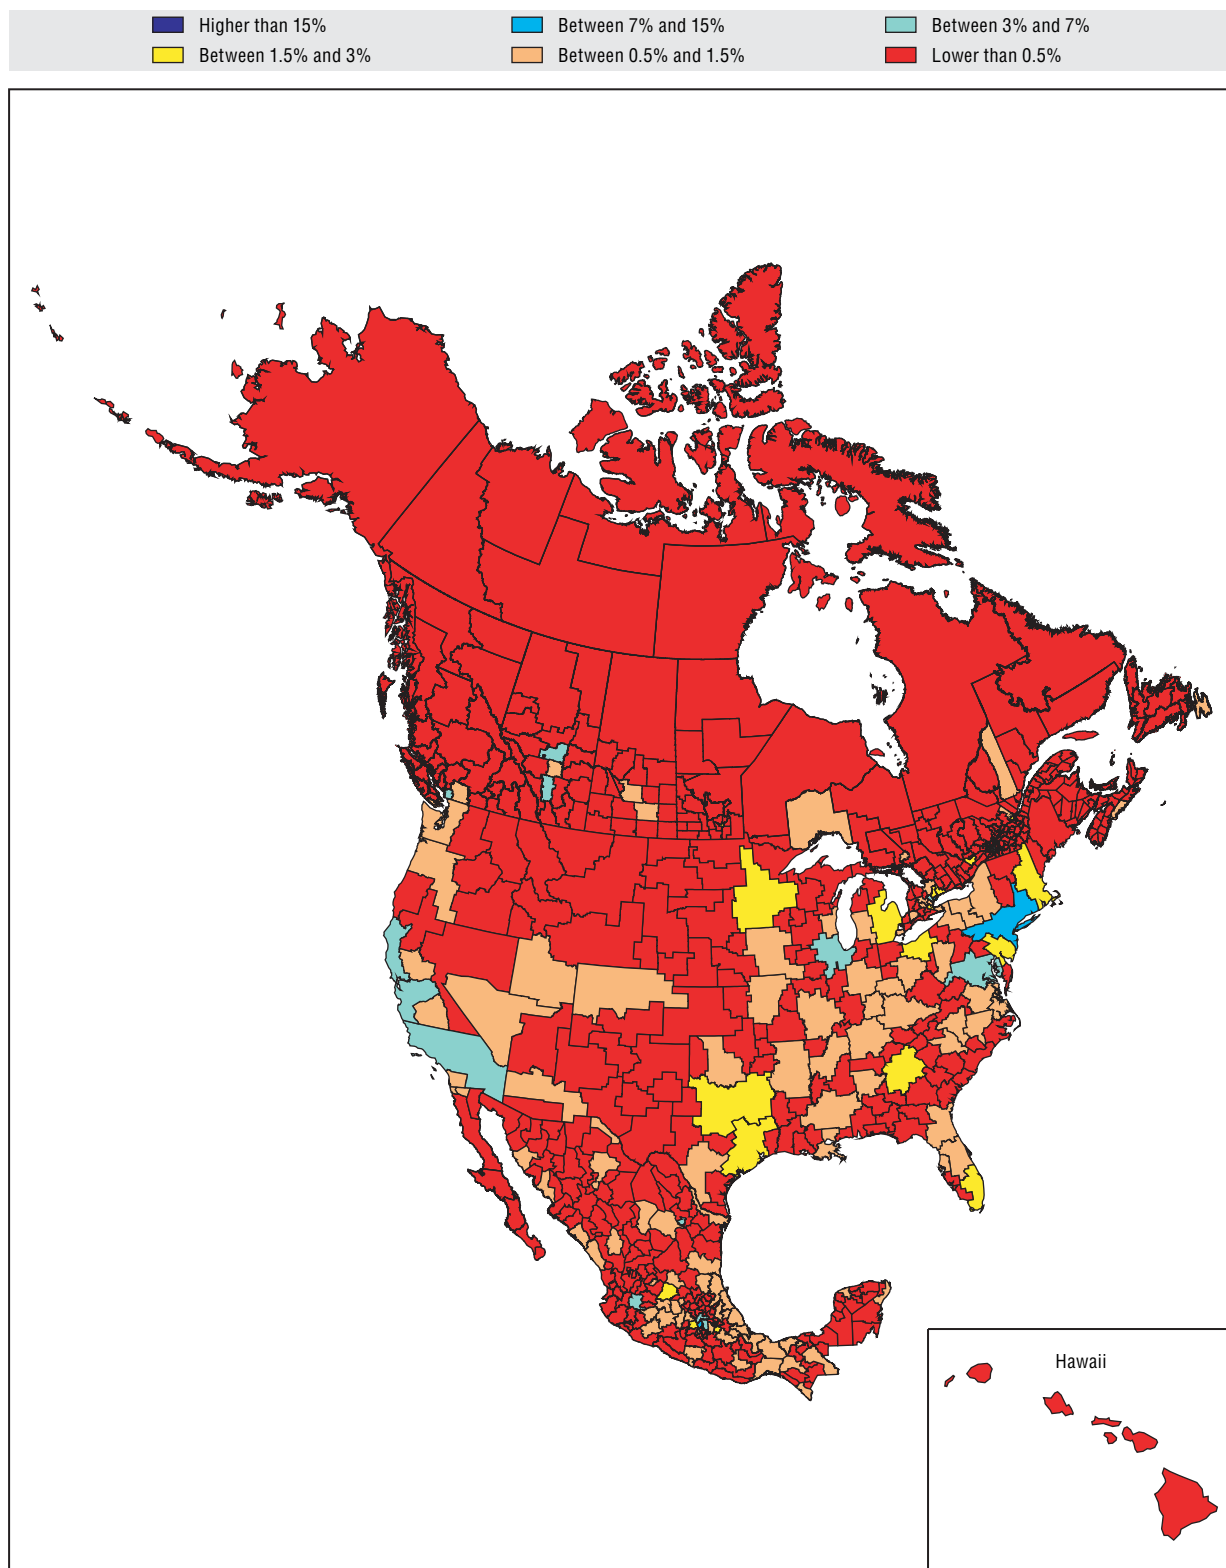 Higher than 15%
Between 7% and 15%
Between 3% and 7%
Between 1.5% and 3%
Between 0.5% and 1.5%
Lower than 0.5%
Hawaii